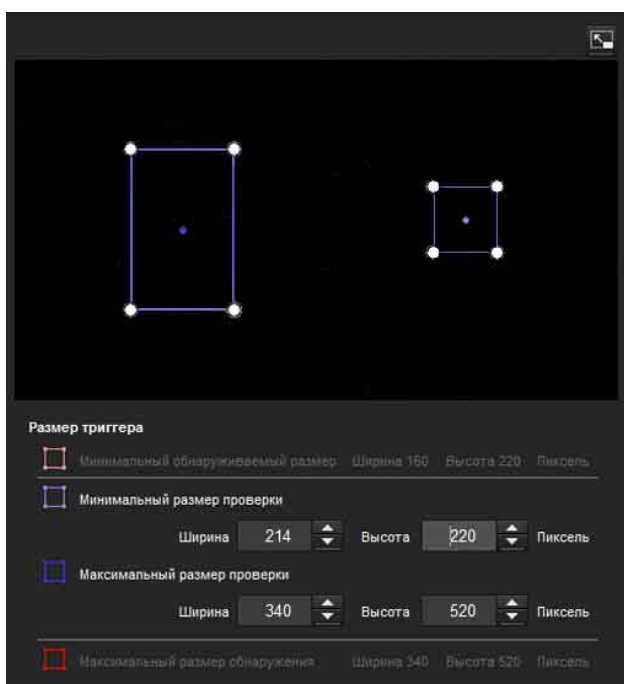 Размер триггера
Минимальный обнаруживаемый размер Ширина 160 Высота 220 Пиксель
Минимальный размер проверки
Ширина 214 Высота 220 Пиксель
Максимальный размер проверки
Ширина 340 Высота 520 Пиксель
Максимальный размер обнаружения Ширина 340 Высота 520 Пиксель